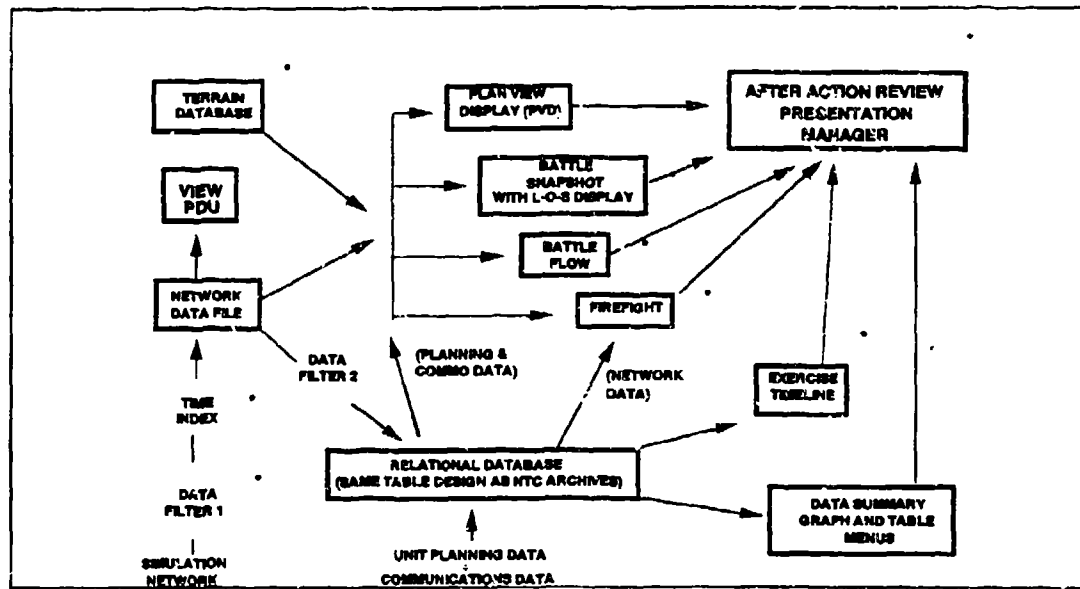 TERRAIN
DATABASE
PLAN VIEW
DISPLAY (PVD)
AFTER ACTION REVIEW
PRESENTATION
MANAGER
BATTLE
SNAPSHOT
WITH L-O-S DISPLAY
VIEW
PDU
BATTLE
FLOW
NETWORK
DATA FILE
FIREFIGHT
DATA
FILTER 2
(PLANNING &
COMMO DATA)
(NETWORK
DATA)
EXERCISE
TIMELINE
TIME
INDEX
RELATIONAL DATABASE
(SAME TABLE DESIGN AS NTC ARCHIVES)
DATA
FILTER 1
DATA SUMMARY
GRAPH AND TABLE
MENUS
SIMULATION
NETWORK
UNIT PLANNING DATA
COMMUNICATIONS DATA